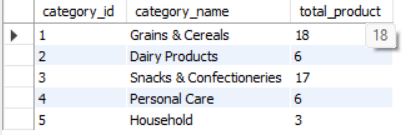 category_id category_name total_product
1 Grains & Cereals 18 18
2 Dairy Products 6
3 Snacks & Confectioneries 17
4 Personal Care 6
5 Household 3